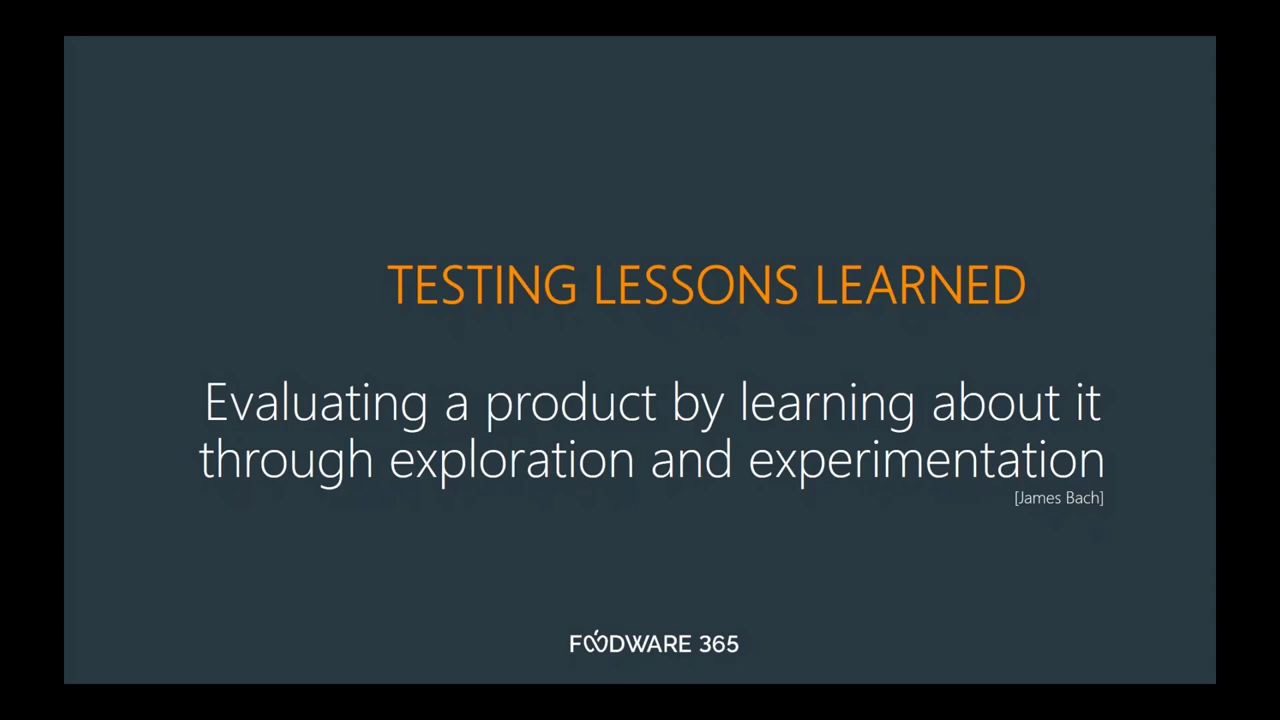 TESTING LESSONS LEARNED
Evaluating a product by learning about it
through exploration and experimentation
[James Bach]
FOODWARE 365